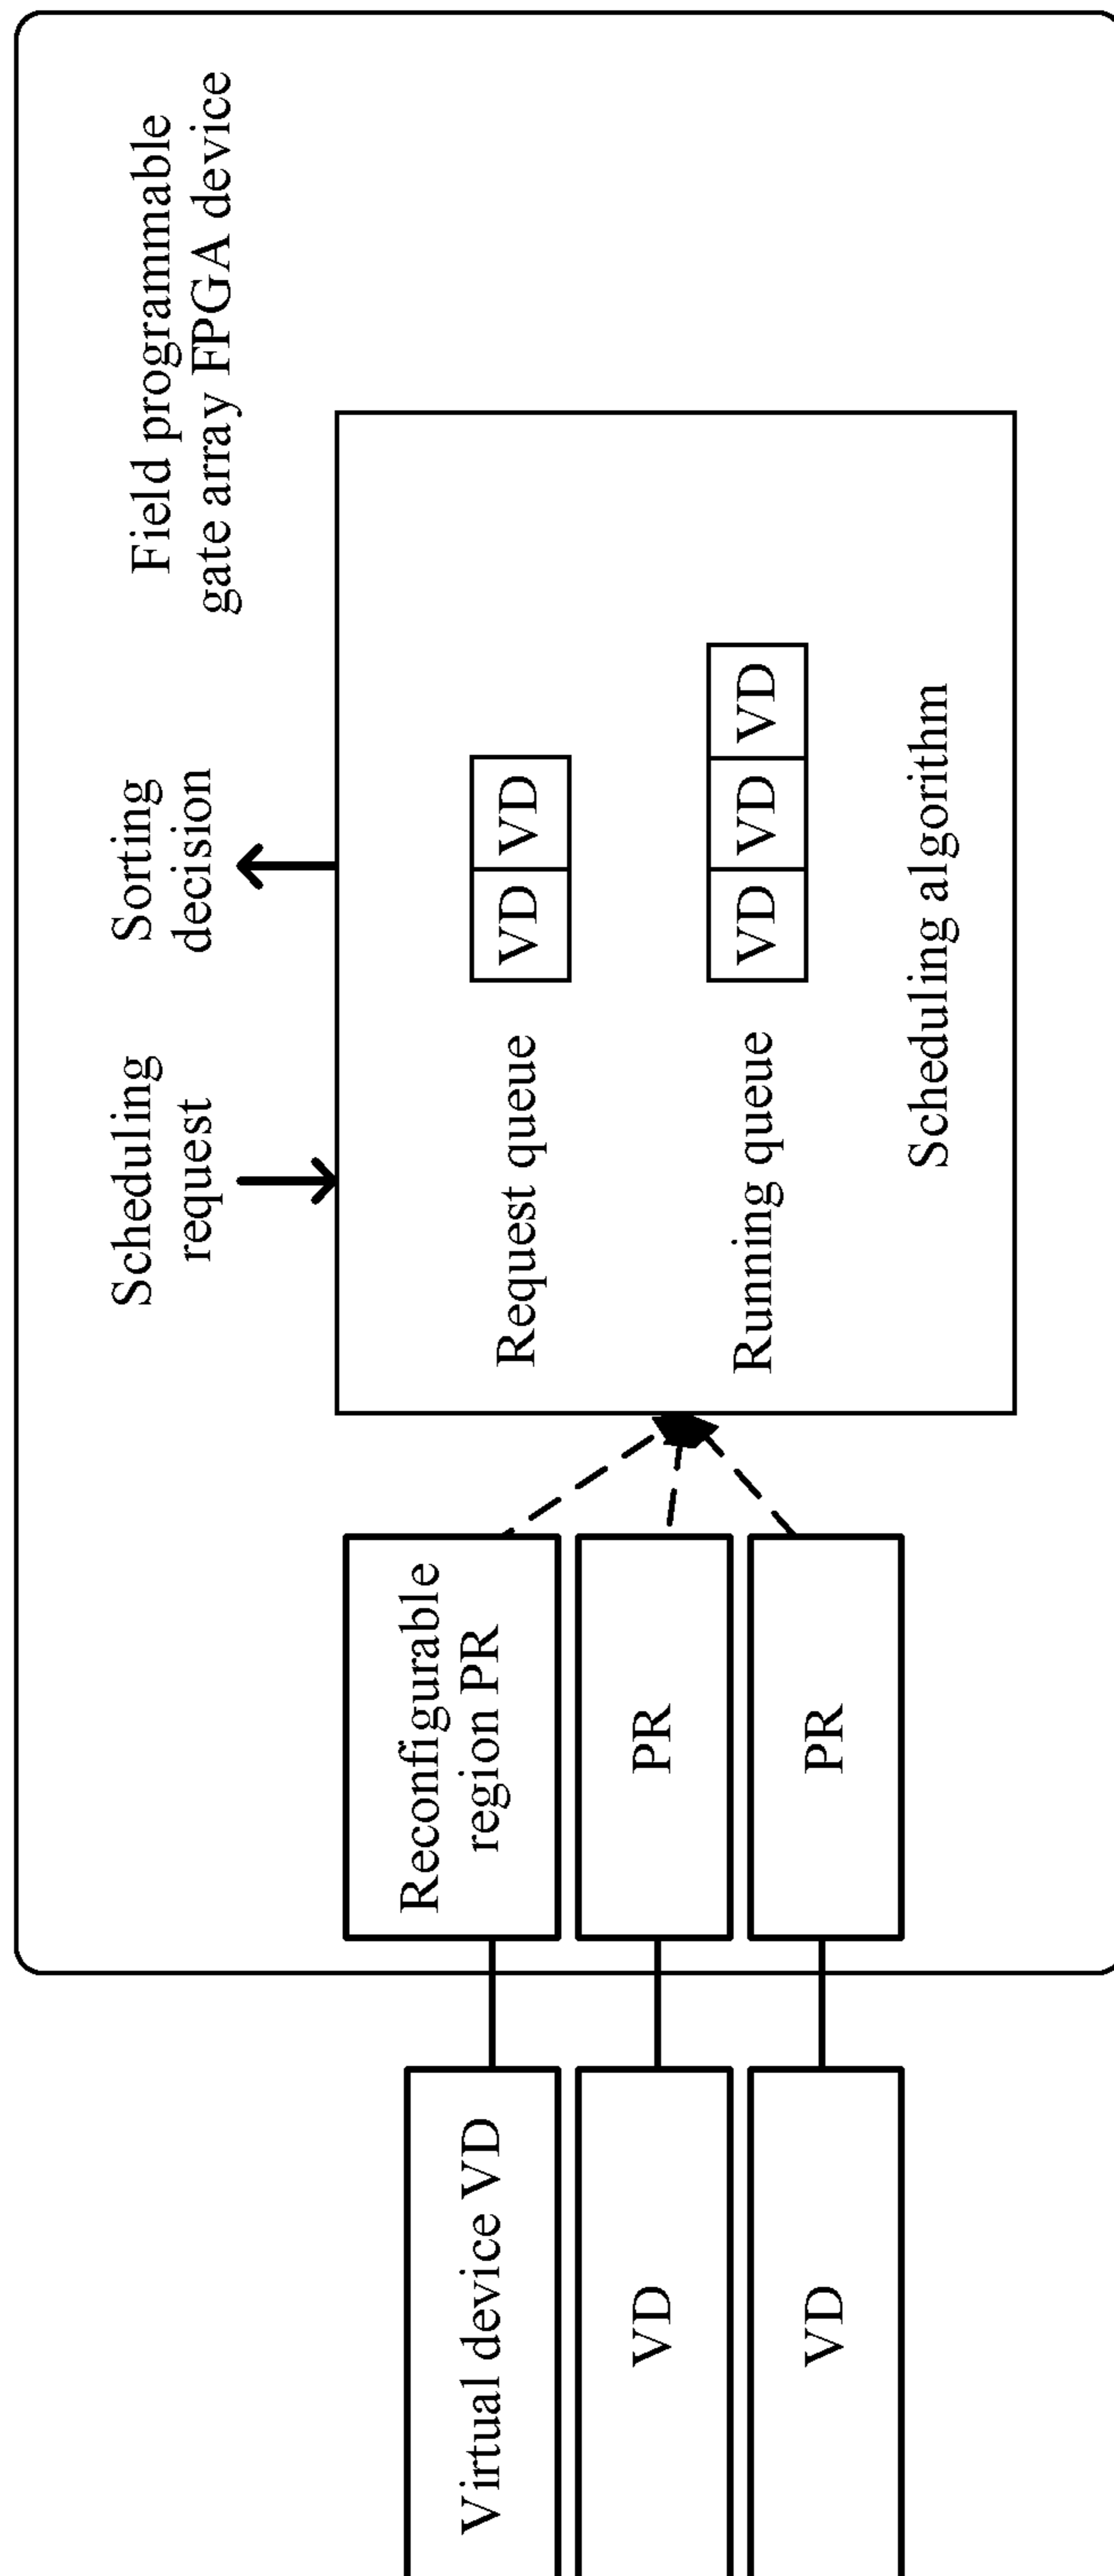 Field programmable
gate array FPGA device
Scheduling
request
Sorting
decision
Virtual device VD
Reconfigurable
region PR
Request queue
VD
VD
VD
PR
Running queue
VD
VD
VD
VD
PR
Scheduling algorithm